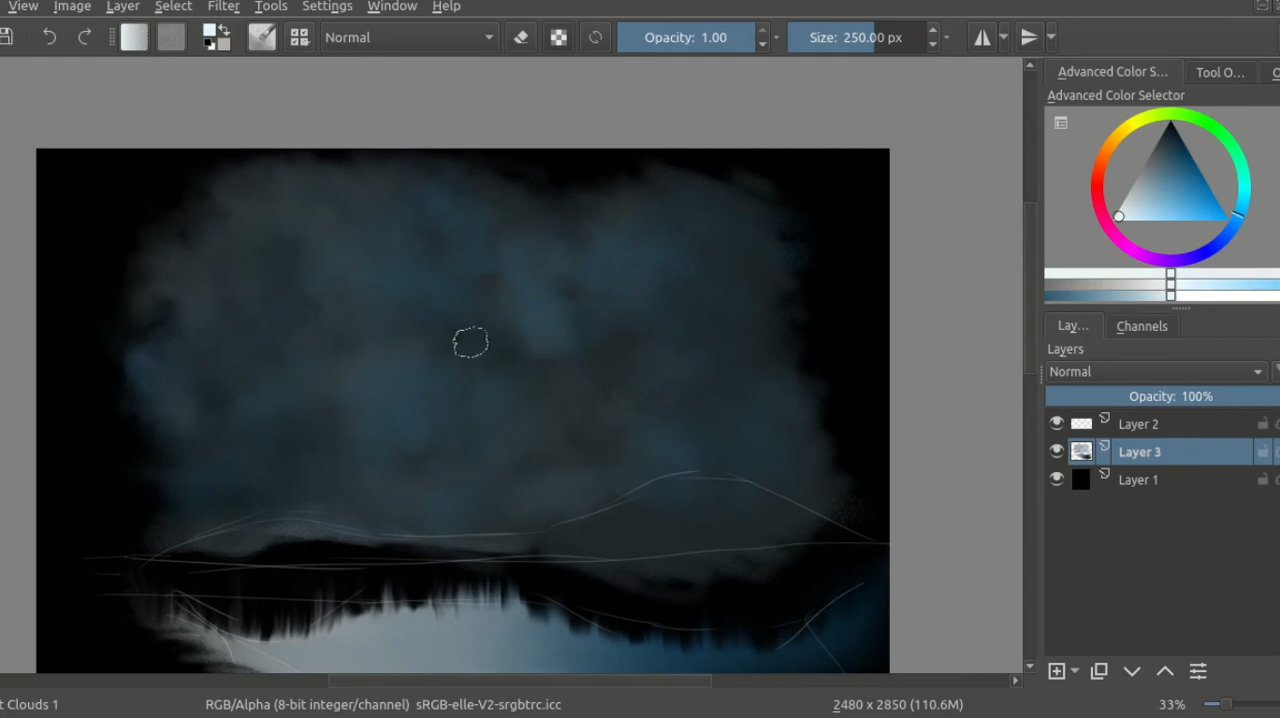 View Image Layer Select Filter Tools Settings Window Help
Normal Opacity: 1.00 Size: 250.00 px
Advanced Color S... Tool O...
Advanced Color Selector
Lay... Channels
Layers
Normal
Opacity: 100%
Layer 2
Layer 3
Layer 1
t Clouds 1 RGB/Alpha (8-bit integer/channel) sRGB-elle-V2-srgbtrc.icc 2480 x 2850 (110.6M) 33%